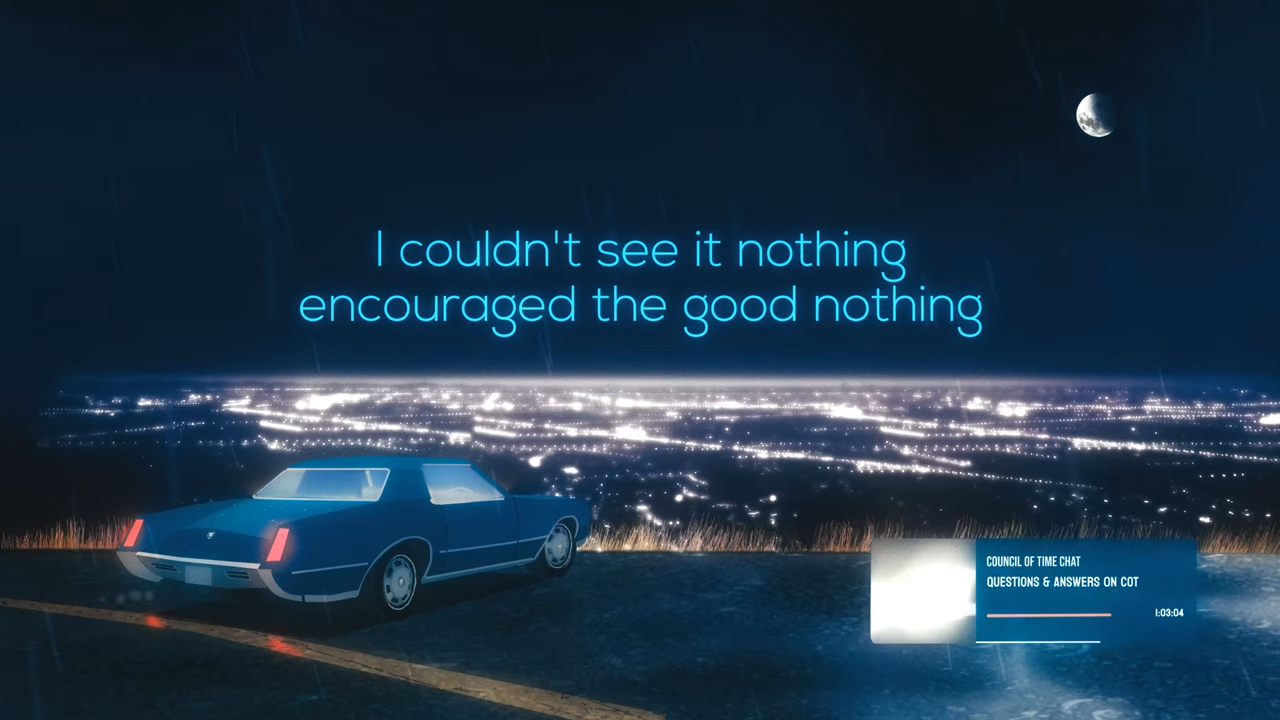 I couldn't see it nothing
encouraged the good nothing
COUNCIL OF TIME CHAT
QUESTIONS & ANSWERS ON COT
1:03:04